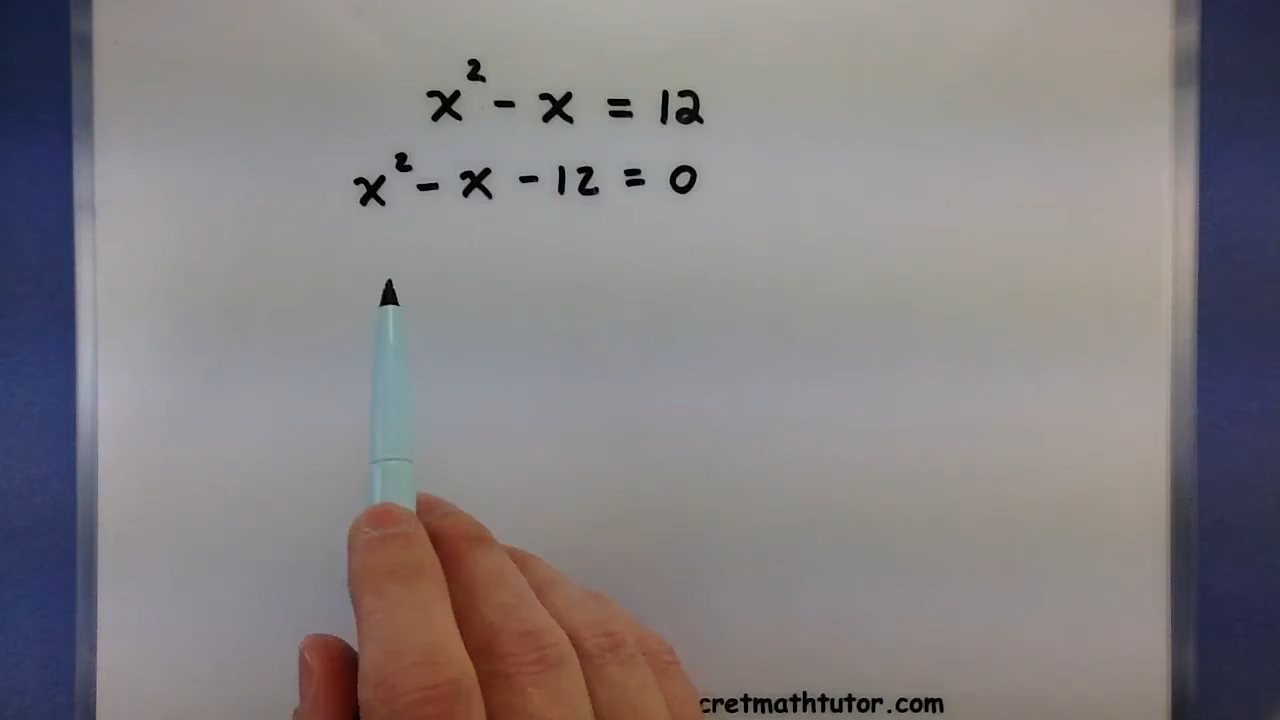 x² - x = 12
x² - x - 12 = 0
cretmathtutor.com